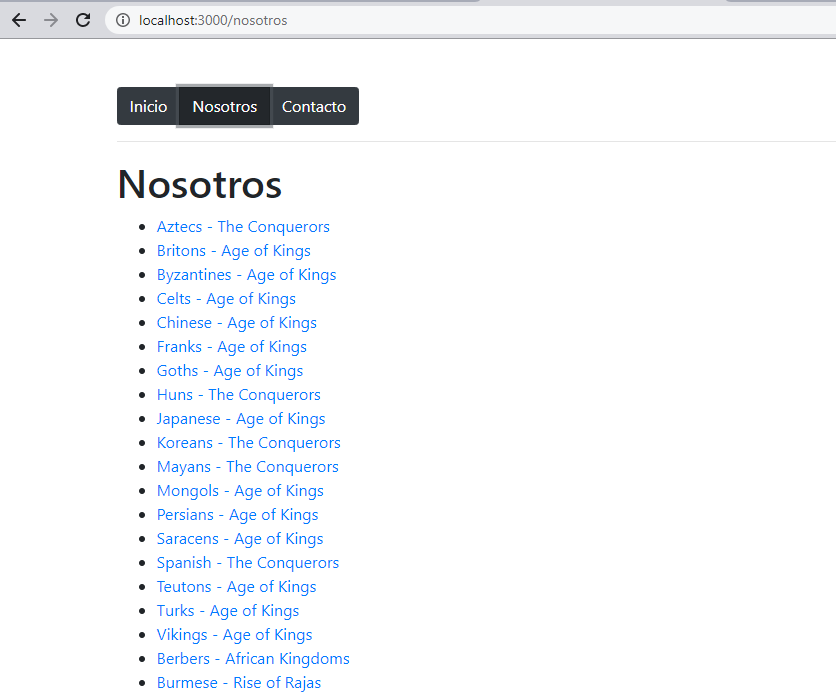 localhost:3000/nosotros
Inicio Nosotros Contacto
Nosotros
Aztecs - The Conquerors
Britons - Age of Kings
Byzantines - Age of Kings
Celts - Age of Kings
Chinese - Age of Kings
Franks - Age of Kings
Goths - Age of Kings
Huns - The Conquerors
Japanese - Age of Kings
Koreans - The Conquerors
Mayans - The Conquerors
Mongols - Age of Kings
Persians - Age of Kings
Saracens - Age of Kings
Spanish - The Conquerors
Teutons - Age of Kings
Turks - Age of Kings
Vikings - Age of Kings
Berbers - African Kingdoms
Burmese - Rise of Rajas